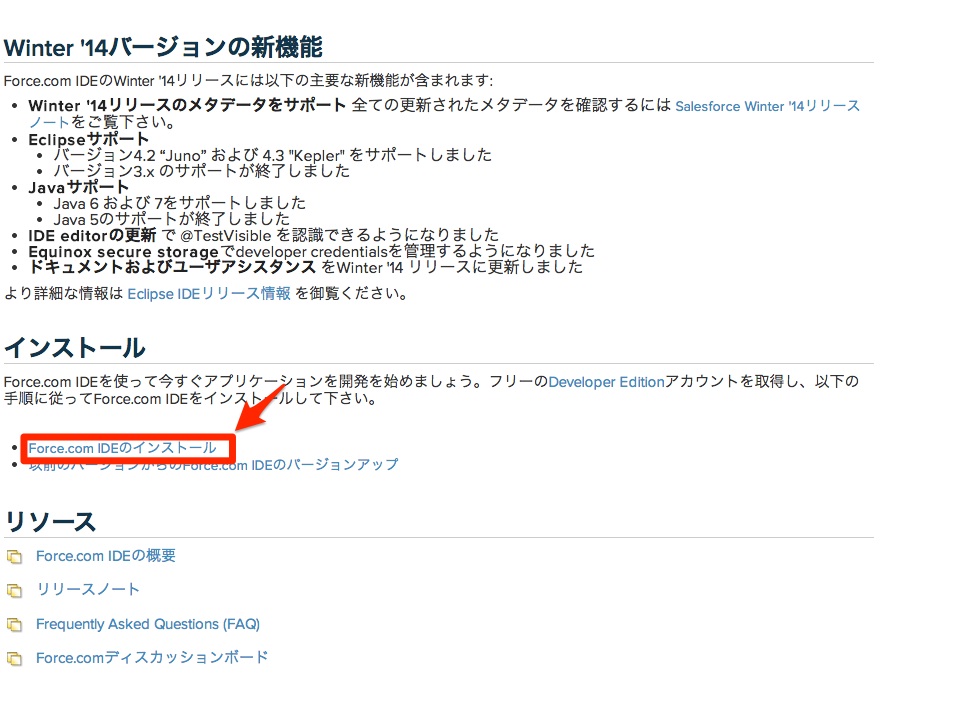 Winter '14バージョンの新機能
Force.com IDEのWinter '14リリースには以下の主要な新機能が含まれます:
• Winter '14リリースのメタデータをサポート 全ての更新されたメタデータを確認するには Salesforce Winter '14リリース
ノートをご覧下さい。
• Eclipseサポート
• バージョン4.2 “Juno” および 4.3 "Kepler" をサポートしました
• バージョン3.x のサポートが終了しました
• Javaサポート
• Java 6 および 7をサポートしました
• Java 5のサポートが終了しました
• IDE editorの更新 で @TestVisible を認識できるようになりました
• Equinox secure storageでdeveloper credentialsを管理するようになりました
• ドキュメントおよびユーザアシスタンス をWinter '14 リリースに更新しました
より詳細な情報は Eclipse IDEリリース情報 を御覧ください。
インストール
Force.com IDEを使って今すぐアプリケーションを開発を始めましょう。フリーのDeveloper Editionアカウントを取得し、以下の
手順に従ってForce.com IDEをインストールして下さい。
• Force.com IDEのインストール
• 以前のバージョンからのForce.com IDEのバージョンアップ
リソース
Force.com IDEの概要
リリースノート
Frequently Asked Questions (FAQ)
Force.comディスカッションボード